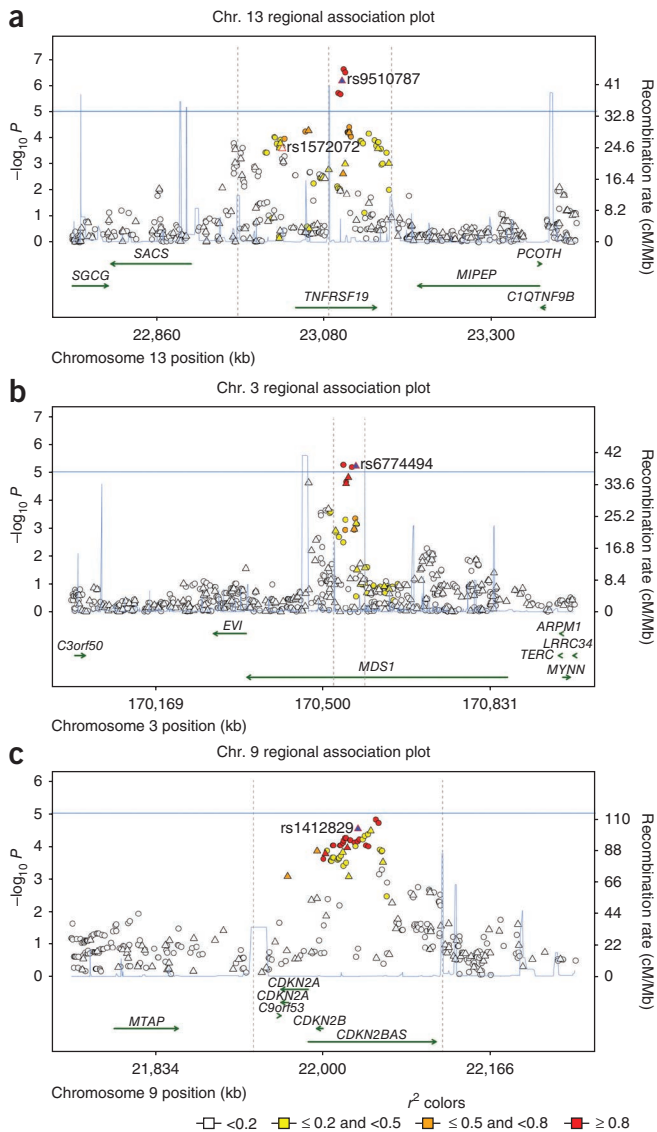 a
Chr. 13 regional association plot
7
6
5
4
3
2
1
0
–log10 P
41
32.8
24.6
16.4
8.2
0
Recombination rate (cM/Mb)
rs9510787
rs1572072
SACS
PCOTH
SGCG
MIPEP
TNFRSF19
C1QTNF9B
22,860
23,080
23,300
Chromosome 13 position (kb)
b
Chr. 3 regional association plot
7
6
5
4
3
2
1
0
–log10 P
42
33.6
25.2
16.8
8.4
0
Recombination rate (cM/Mb)
rs6774494
EVI
ARPM1
C3orf50
LRRC34
TERC
MDS1
MYNN
170,169
170,500
170,831
Chromosome 3 position (kb)
c
Chr. 9 regional association plot
6
5
4
3
2
1
0
–log10 P
110
88
66
44
22
0
Recombination rate (cM/Mb)
rs1412829
CDKN2A
CDKN2A
C9orf53
MTAP
CDKN2B
CDKN2BAS
21,834
22,000
22,166
Chromosome 9 position (kb)
r² colors
<0.2
≤ 0.2 and <0.5
≤ 0.5 and <0.8
≥ 0.8